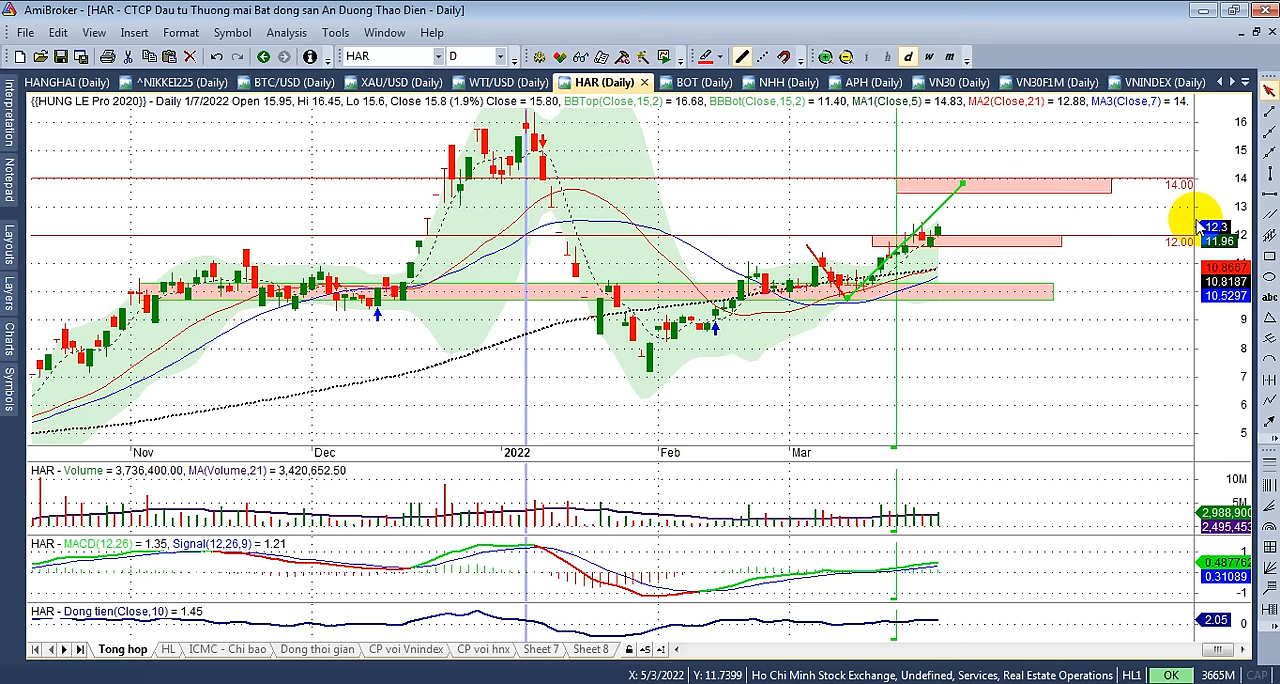 AmiBroker - [HAR - CTCP Dau tu Thuong mai Bat dong san An Duong Thao Dien - Daily]
File Edit View Insert Format Symbol Analysis Tools Window Help
HAR D i h d w m
HANGHAI (Daily) ^NIKKEI225 (Daily) BTC/USD (Daily) XAU/USD (Daily) WTI/USD (Daily) HAR (Daily) BOT (Daily) NHH (Daily) APH (Daily) VN30 (Daily) VN30F1M (Daily) VNINDEX (Daily)
{{HUNG LE Pro 2020}} - Daily 1/7/2022 Open 15.95, Hi 16.45, Lo 15.6, Close 15.8 (1.9%) Close = 15.80, BBTop(Close,15,2) = 16.68, BBBot(Close,15,2) = 11.40, MA1(Close,5) = 14.83, MA2(Close,21) = 12.88, MA3(Close,7) = 14.
Interpretation
Notepad
Layouts
Layers
Charts
Symbols
abc
16
15
14
14.00
13
12.3
12
12.00
11.96
11
10.8667
10.8187
10.5297
9
8
7
6
5
Nov Dec 2022 Feb Mar
HAR - Volume = 3,736,400.00, MA(Volume,21) = 3,420,652.50
10M
5M
2,988,900
2,495,453
HAR - MACD(12,26) = 1.35, Signal(12,26,9) = 1.21
1
0.487762
0.31089
-1
HAR - Dong tien(Close,10) = 1.45
2.05
0
Tong hop HL ICMC - Chi bao Dong thoi gian CP voi Vnindex CP voi hnx Sheet 7 Sheet 8
X: 5/3/2022 Y: 11.7399 Ho Chi Minh Stock Exchange, Undefined, Services, Real Estate Operations HL1 OK 3665M CAP